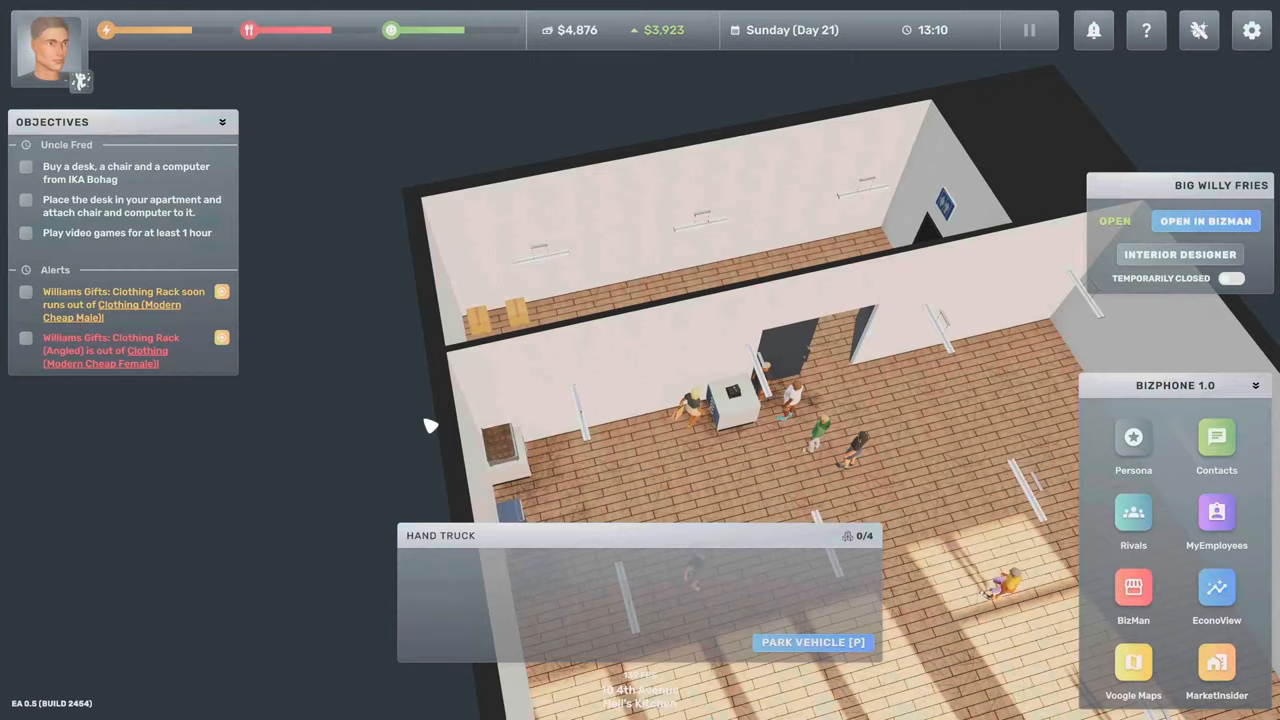 $4,876
$3,923
Sunday (Day 21)
13:10
?
OBJECTIVES
Uncle Fred
Buy a desk, a chair and a computer
from IKA Bohag
Place the desk in your apartment and
attach chair and computer to it.
Play video games for at least 1 hour
Alerts
Williams Gifts: Clothing Rack soon
runs out of Clothing (Modern
Cheap Male)!
Williams Gifts: Clothing Rack
(Angled) is out of Clothing
(Modern Cheap Female)!
BIG WILLY FRIES
OPEN
OPEN IN BIZMAN
INTERIOR DESIGNER
TEMPORARILY CLOSED
BIZPHONE 1.0
Persona
Contacts
Rivals
MyEmployees
BizMan
EconoView
Voogle Maps
MarketInsider
HAND TRUCK
0/4
PARK VEHICLE [P]
10 4th Avenue
Hell's Kitchen
EA 0.5 (BUILD 2454)